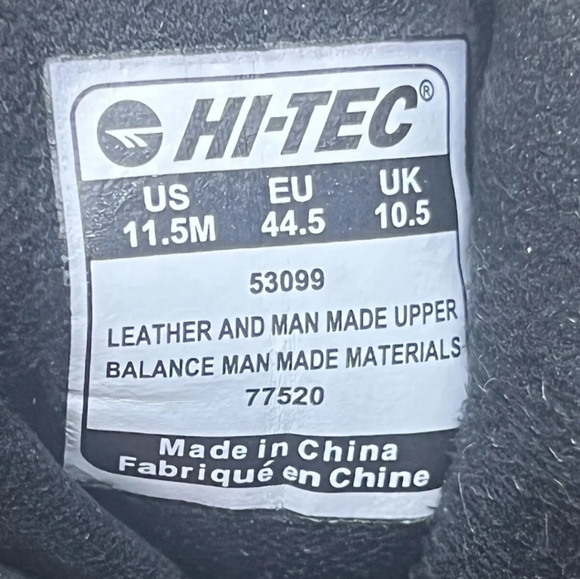 HI-TEC®
US EU UK
11.5M 44.5 10.5
53099
LEATHER AND MAN MADE UPPER
BALANCE MAN MADE MATERIALS
77520
Made in China
Fabriqué en Chine